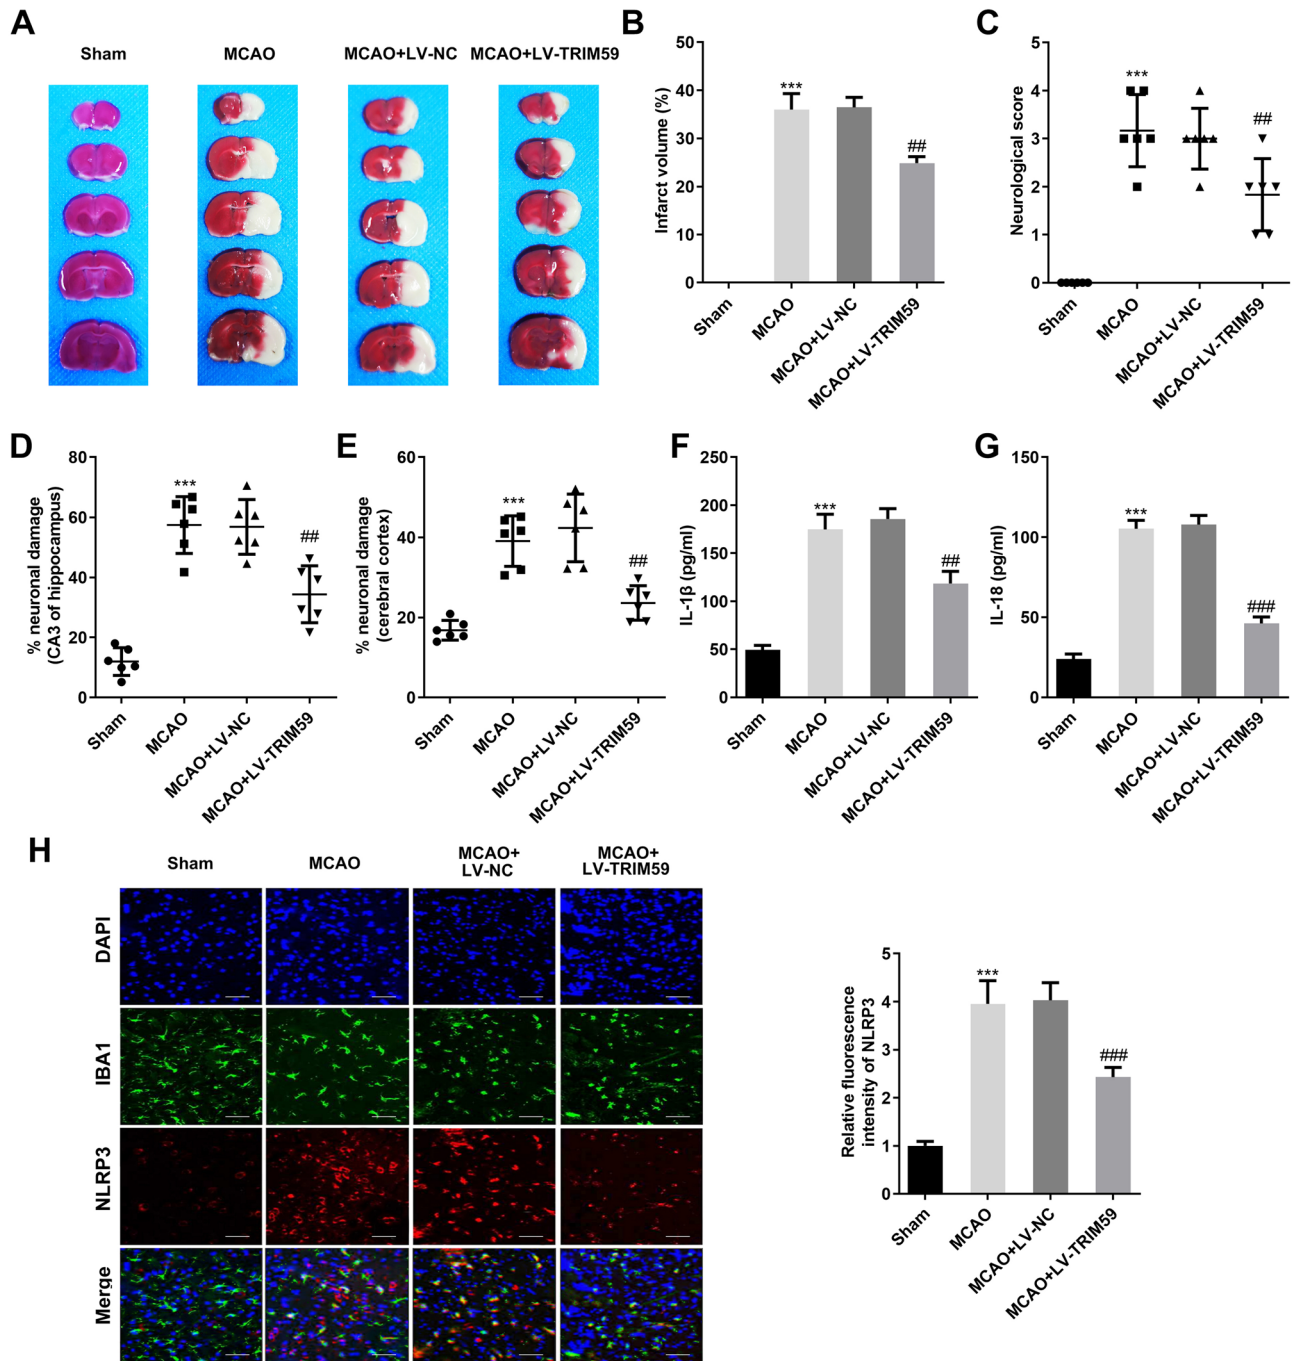 A
Sham
MCAO
MCAO+LV-NC
MCAO+LV-TRIM59
B
Infarct volume (%)
50
40
30
20
10
0
***
##
Sham
MCAO
MCAO+LV-NC
MCAO+LV-TRIM59
C
Neurological score
5
4
3
2
1
0
***
##
Sham
MCAO
MCAO+LV-NC
MCAO+LV-TRIM59
D
% neuronal damage
(CA3 of hippocampus)
80
60
40
20
0
***
##
Sham
MCAO
MCAO+LV-NC
MCAO+LV-TRIM59
E
% neuronal damage
(cerebral cortex)
60
40
20
0
***
##
Sham
MCAO
MCAO+LV-NC
MCAO+LV-TRIM59
F
IL-1β (pg/ml)
250
200
150
100
50
0
***
##
Sham
MCAO
MCAO+LV-NC
MCAO+LV-TRIM59
G
IL-18 (pg/ml)
150
100
50
0
***
###
Sham
MCAO
MCAO+LV-NC
MCAO+LV-TRIM59
H
Sham
MCAO
MCAO+
LV-NC
MCAO+
LV-TRIM59
DAPI
IBA1
NLRP3
Merge
Relative fluorescence
intensity of NLRP3
5
4
3
2
1
0
***
###
Sham
MCAO
MCAO+LV-NC
MCAO+LV-TRIM59